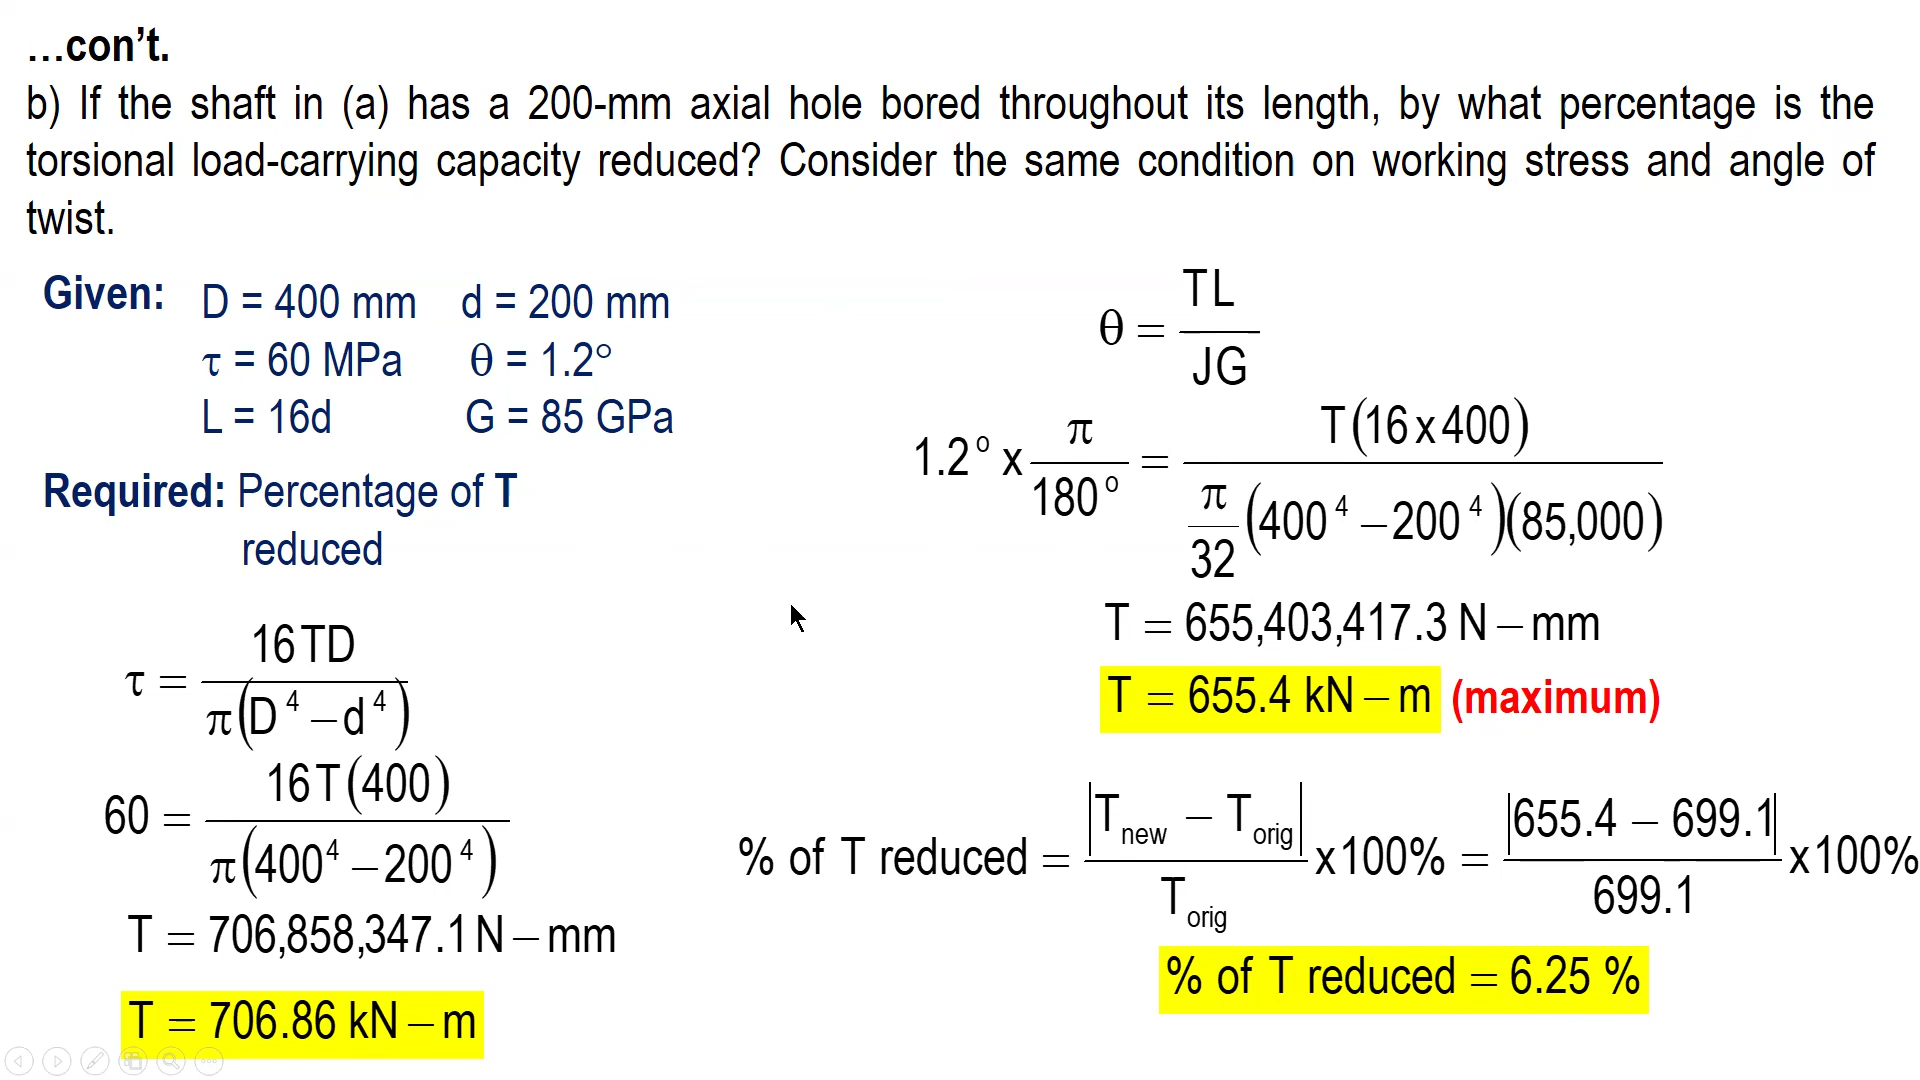 ...con't.
b) If the shaft in (a) has a 200-mm axial hole bored throughout its length, by what percentage is the
torsional load-carrying capacity reduced? Consider the same condition on working stress and angle of
twist.
Given: D = 400 mm d = 200 mm
τ = 60 MPa θ = 1.2°
L = 16d G = 85 GPa
Required: Percentage of T
reduced
τ = 16TD / π(D⁴ – d⁴)
60 = 16T(400) / π(400⁴ – 200⁴)
T = 706,858,347.1 N – mm
T = 706.86 kN – m
θ = TL / JG
1.2° x π / 180° = T(16 x 400) / π/32 (400⁴ – 200⁴)(85,000)
T = 655,403,417.3 N – mm
T = 655.4 kN – m (maximum)
% of T reduced = |Tnew – Torig| / Torig x100% = |655.4 – 699.1| / 699.1 x100%
% of T reduced = 6.25 %